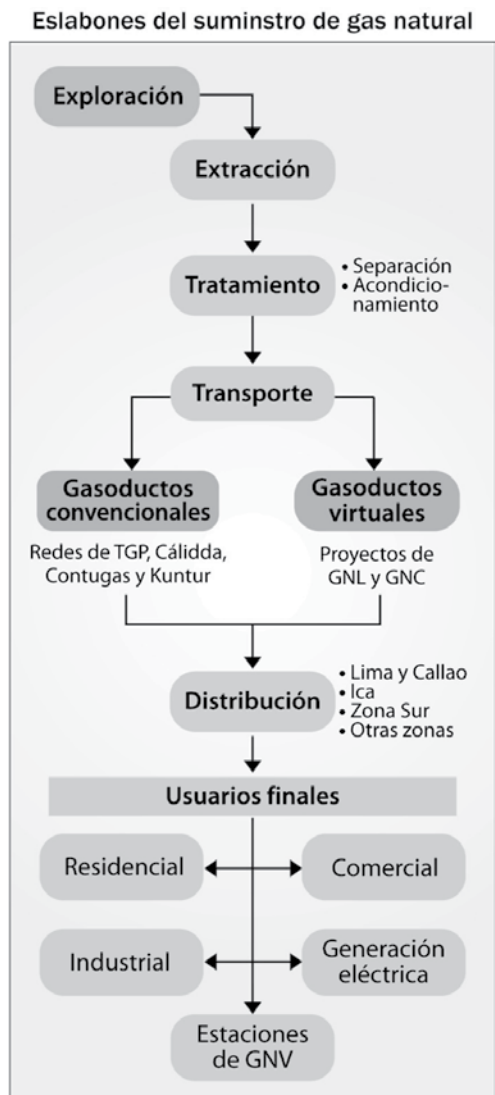 Eslabones del suminstro de gas natural
Exploración
Extracción
Tratamiento
• Separación
• Acondicio-
namiento
Transporte
Gasoductos
convencionales
Redes de TGP, Cálidda,
Contugas y Kuntur
Gasoductos
virtuales
Proyectos de
GNL y GNC
Distribución
• Lima y Callao
• Ica
• Zona Sur
• Otras zonas
Usuarios finales
Residencial
Comercial
Industrial
Generación
eléctrica
Estaciones
de GNV